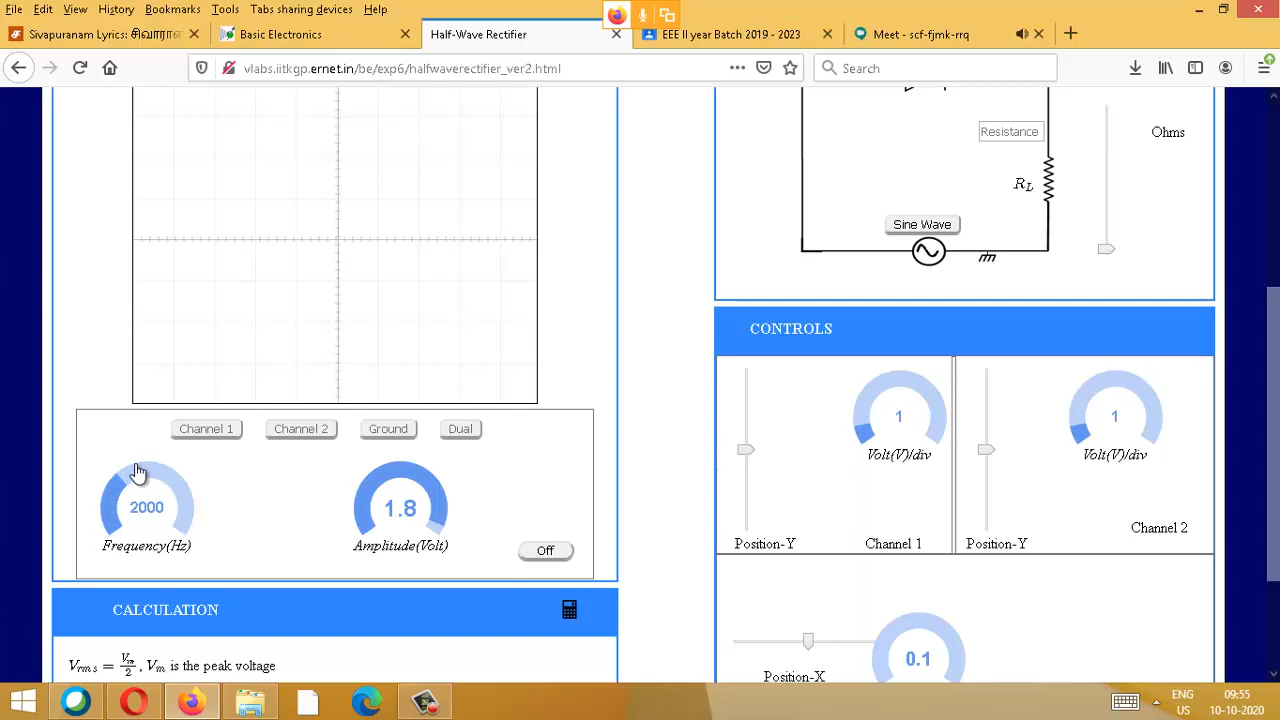 File Edit View History Bookmarks Tools Tabs sharing_devices Help
Sivapuranam Lyrics: சிவபுரா
Basic Electronics
Half-Wave Rectifier
EEE II year Batch 2019 - 2023
Meet - scf-fjmk-rrq
vlabs.iitkgp.ernet.in/be/exp6/halfwaverectifier_ver2.html
Search
Resistance
Ohms
R_L
Sine Wave
CONTROLS
Channel 1 Channel 2 Ground Dual
2000
Frequency(Hz)
1.8
Amplitude(Volt)
Off
1
Volt(V)/div
Position-Y
Channel 1
1
Volt(V)/div
Position-Y
Channel 2
0.1
Position-X
CALCULATION
V_rms = V_m/2, V_m is the peak voltage
ENG
US
09:55
10-10-2020